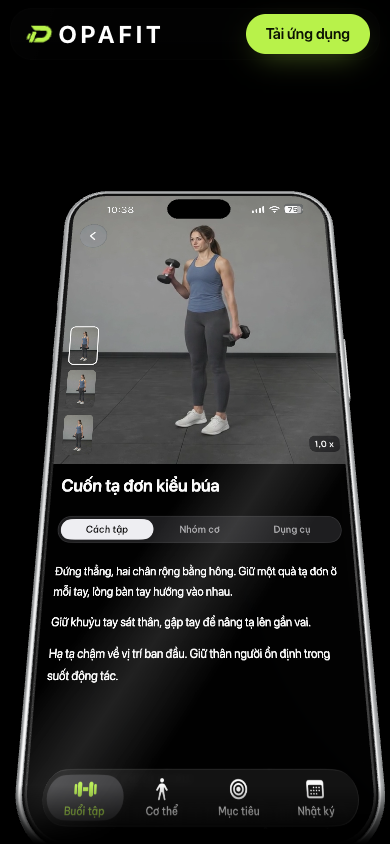 OPAFIT
Tải ứng dụng
10:38
75
1,0 x
Cuốn tạ đơn kiểu búa
Cách tập
Nhóm cơ
Dụng cụ
Đứng thẳng, hai chân rộng bằng hông. Giữ một quả tạ đơn ở
mỗi tay, lòng bàn tay hướng vào nhau.
Giữ khuỷu tay sát thân, gập tay để nâng tạ lên gần vai.
Hạ tạ chậm về vị trí ban đầu. Giữ thân người ổn định trong
suốt động tác.
Buổi tập
Cơ thể
Mục tiêu
Nhật ký